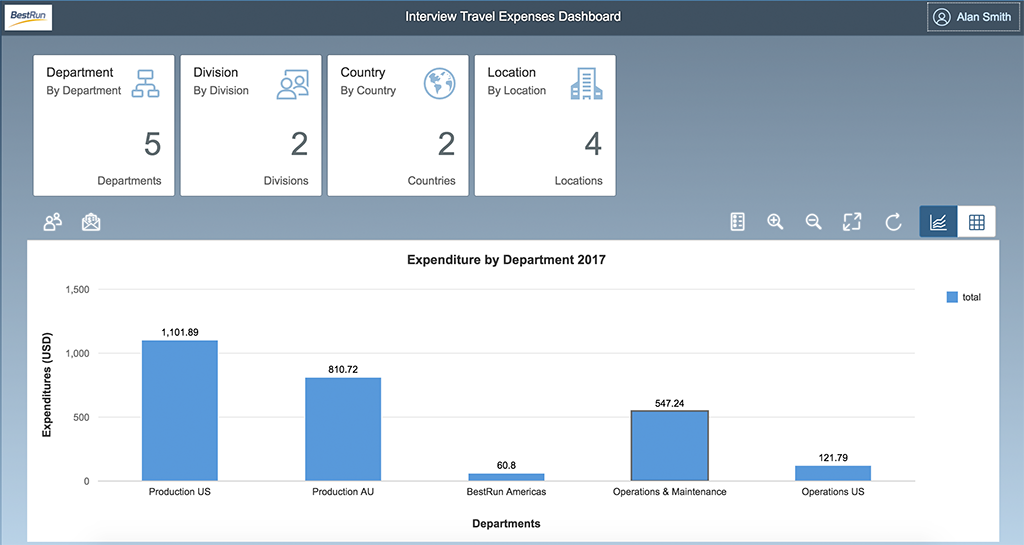 BestRun
Interview Travel Expenses Dashboard
Alan Smith
Department
By Department
5
Departments
Division
By Division
2
Divisions
Country
By Country
2
Countries
Location
By Location
4
Locations
Expenditure by Department 2017
total
Expenditures (USD)
1,500
1,000
500
0
1,101.89
810.72
60.8
547.24
121.79
Production US
Production AU
BestRun Americas
Operations & Maintenance
Operations US
Departments